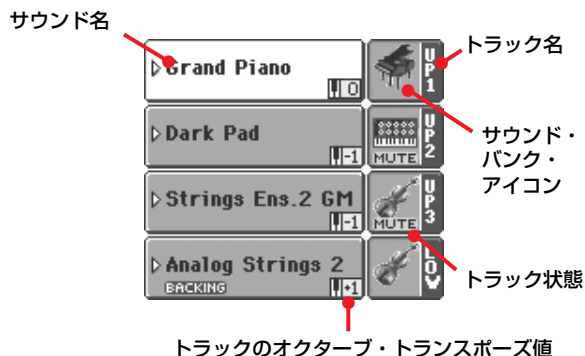 サウンド名
Grand Piano
0
UP1
トラック名
Dark Pad
-1
MUTE
UP2
サウンド・
バンク・
アイコン
Strings Ens.2 GM
-1
MUTE
UP3
トラック状態
Analog Strings 2
BACKING
+1
LOW
トラックのオクターブ・トランスポーズ値